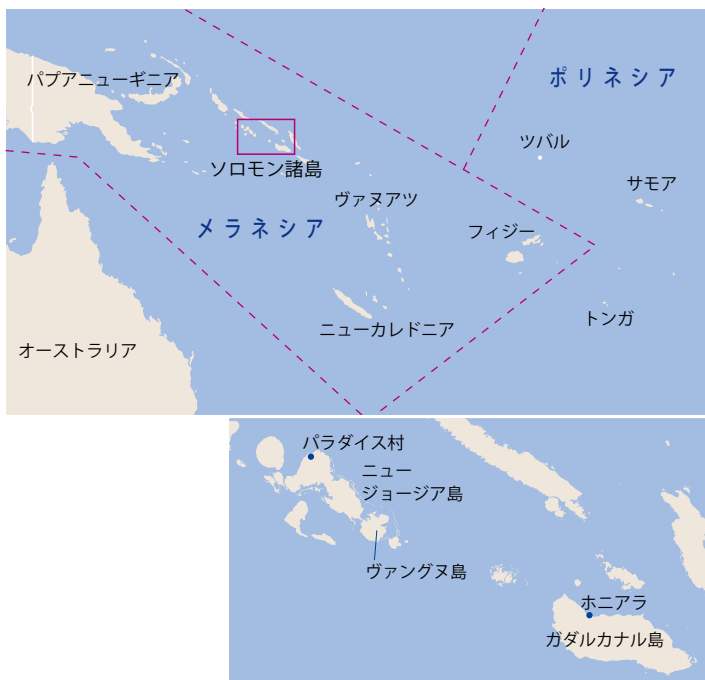 ポリネシア
パプアニューギニア
ツバル
ソロモン諸島
サモア
ヴァヌアツ
メラネシア
フィジー
トンガ
ニューカレドニア
オーストラリア
パラダイス村
ニュー
ジョージア島
ヴァングヌ島
ホニアラ
ガダルカナル島